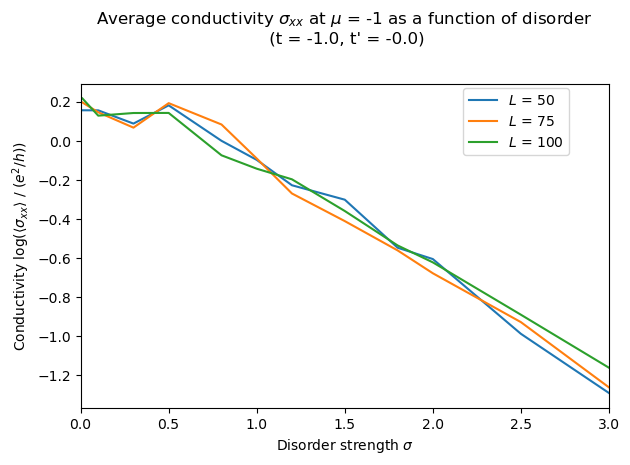 Average conductivity σxx at μ = -1 as a function of disorder
(t = -1.0, t' = -0.0)
0.2
0.0
−0.2
−0.4
−0.6
−0.8
−1.0
−1.2
Conductivity log(⟨σxx⟩ / (e²/h))
L = 50
L = 75
L = 100
0.0 0.5 1.0 1.5 2.0 2.5 3.0
Disorder strength σ